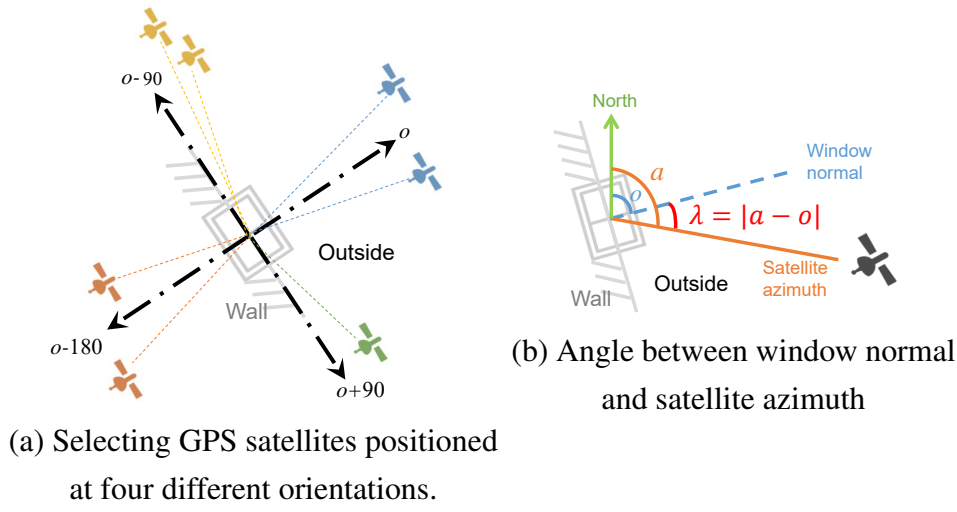 o-90
o
Outside
Wall
o-180
o+90
(a) Selecting GPS satellites positioned
at four different orientations.
North
a
o
Window
normal
λ = |a − o|
Satellite
azimuth
Outside
Wall
(b) Angle between window normal
and satellite azimuth